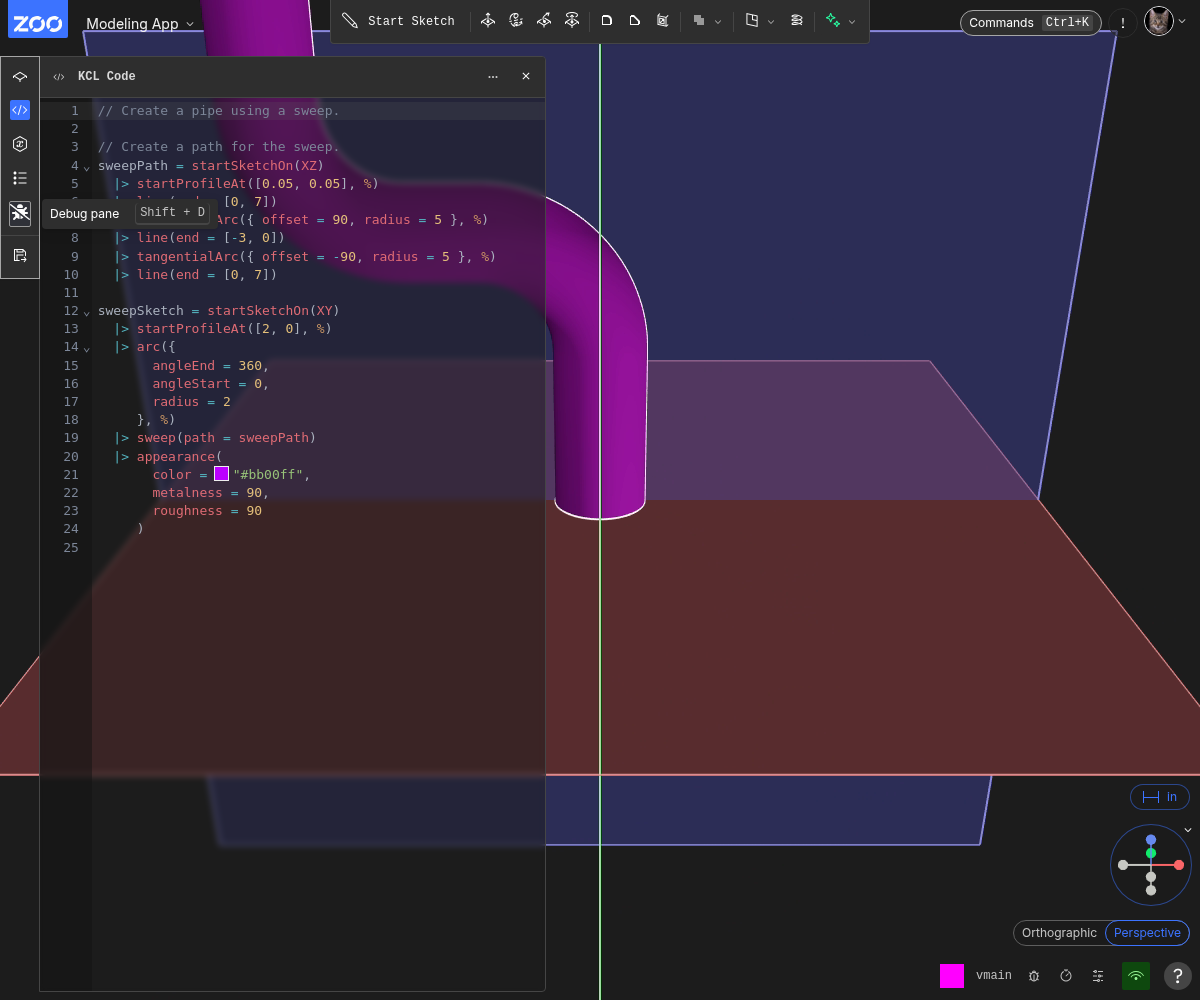 ZOO Modeling App
Start Sketch
Commands Ctrl+K
!
KCL Code
1 // Create a pipe using a sweep.
2
3 // Create a path for the sweep.
4 sweepPath = startSketchOn(XZ)
5 |> startProfileAt([0.05, 0.05], %)
[0, 7])
Debug pane Shift + D
Arc({ offset = 90, radius = 5 }, %)
8 |> line(end = [-3, 0])
9 |> tangentialArc({ offset = -90, radius = 5 }, %)
10 |> line(end = [0, 7])
11
12 sweepSketch = startSketchOn(XY)
13 |> startProfileAt([2, 0], %)
14 |> arc({
15 angleEnd = 360,
16 angleStart = 0,
17 radius = 2
18 }, %)
19 |> sweep(path = sweepPath)
20 |> appearance(
21 color = "#bb00ff",
22 metalness = 90,
23 roughness = 90
24 )
25
in
Orthographic Perspective
vmain
?